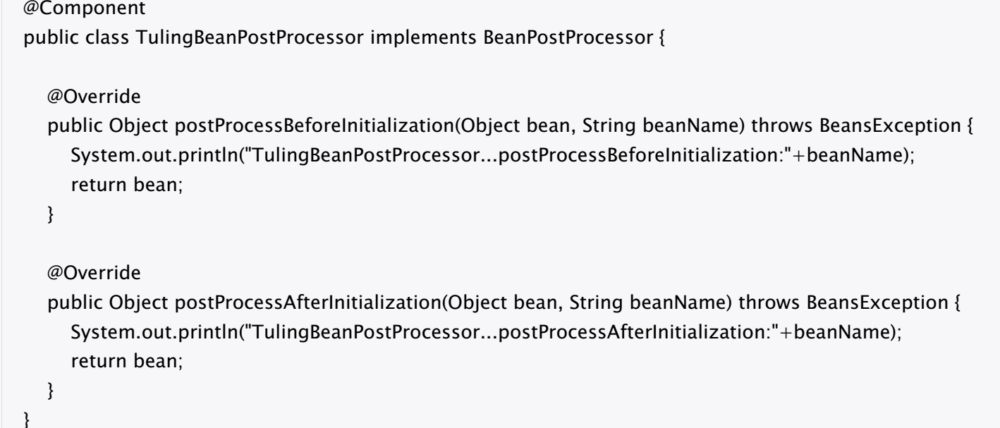 @Component
public class TulingBeanPostProcessor implements BeanPostProcessor {
@Override
public Object postProcessBeforeInitialization(Object bean, String beanName) throws BeansException {
System.out.println("TulingBeanPostProcessor...postProcessBeforeInitialization:"+beanName);
return bean;
}
@Override
public Object postProcessAfterInitialization(Object bean, String beanName) throws BeansException {
System.out.println("TulingBeanPostProcessor...postProcessAfterInitialization:"+beanName);
return bean;
}
}